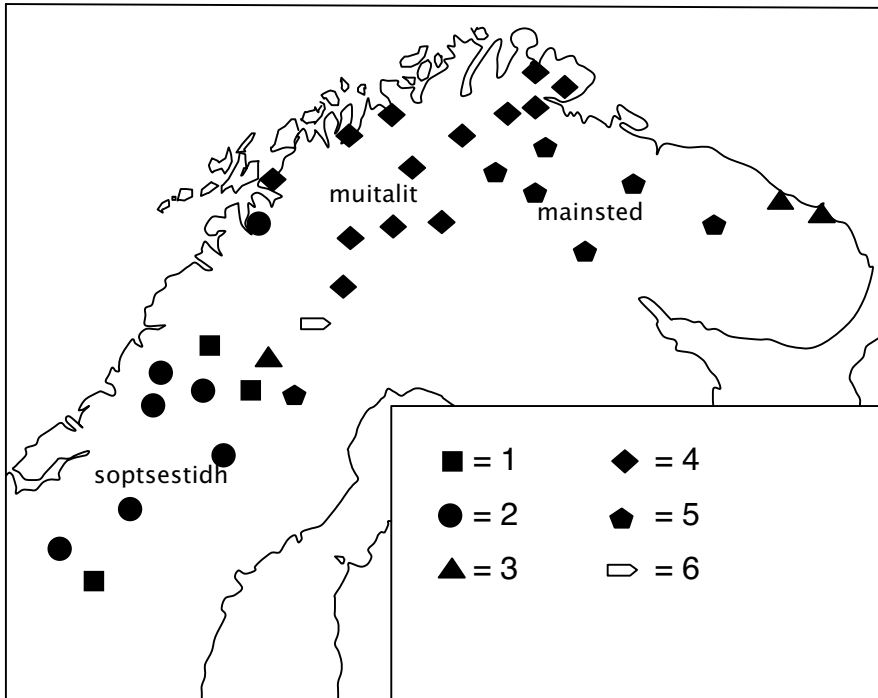 muitalit
mainsted
soptsestidh
= 1
= 4
= 2
= 5
= 3
= 6